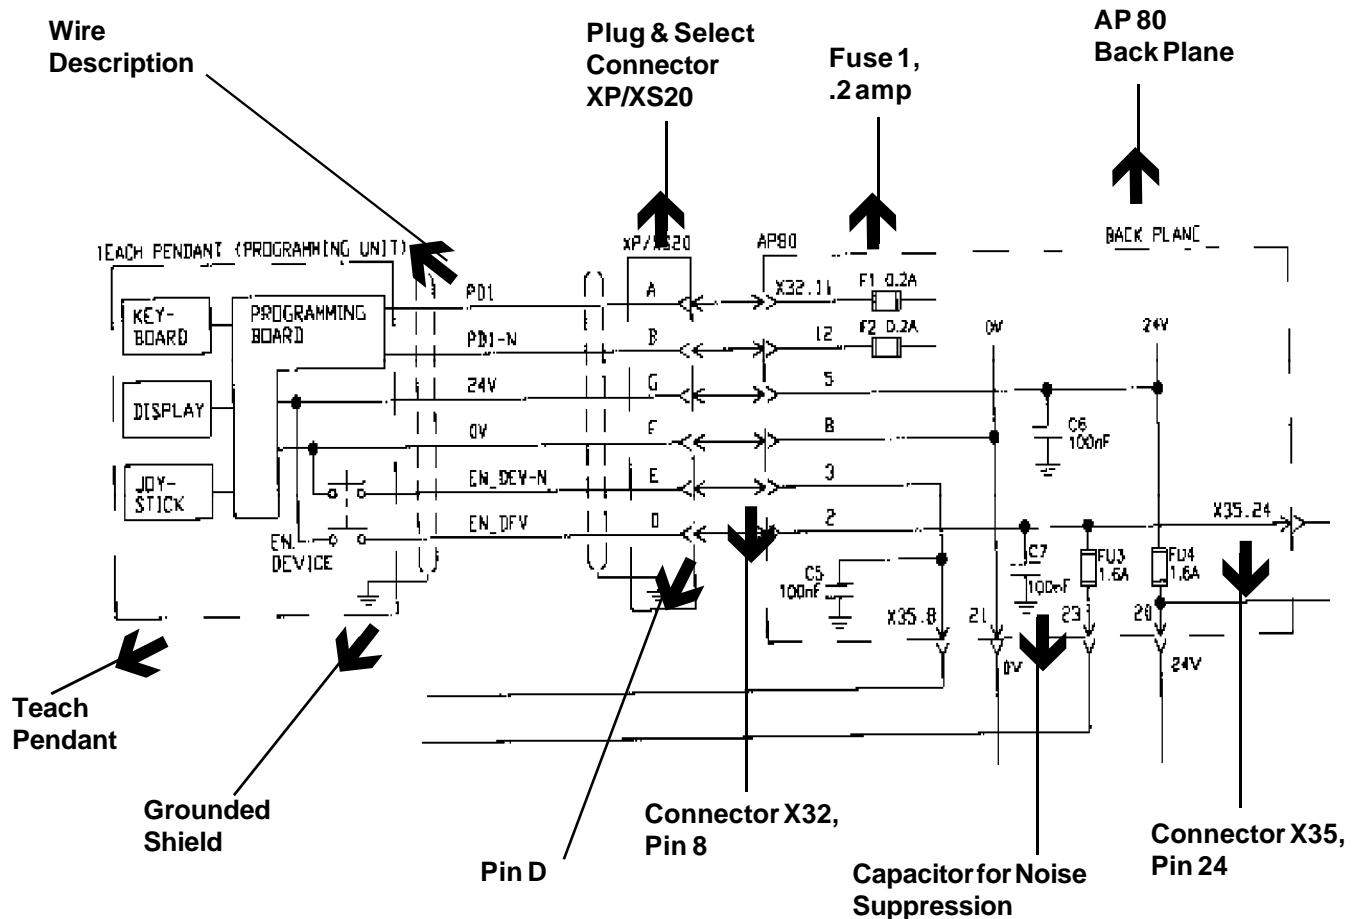 Wire
Description
Plug & Select
Connector
XP/XS20
Fuse 1,
.2 amp
AP 80
Back Plane
TEACH PENDANT (PROGRAMMING UNIT)
XP/XS20
AP80
BACK PLANE
KEY-
BOARD
PROGRAMMING
BOARD
DISPLAY
JOY-
STICK
EN.
DEVICE
PD1
A
X32.11
F1 0.2A
PD1-N
B
12
F2 0.2A
0V
24V
24V
G
5
C6
100nF
0V
F
8
EN_DEV-N
E
3
EN_DEV
D
2
X35.24
C5
100nF
C7
100nF
FU3
1.6A
FU4
1.6A
X35.8
21
23
20
0V
24V
Teach
Pendant
Grounded
Shield
Pin D
Connector X32,
Pin 8
Capacitor for Noise
Suppression
Connector X35,
Pin 24